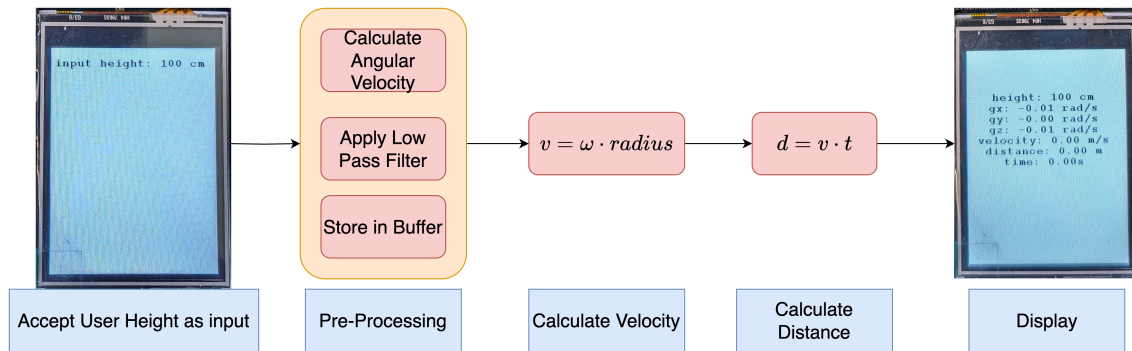 input height: 100 cm
Calculate
Angular
Velocity
Apply Low
Pass Filter
Store in Buffer
v = ω · radius
d = v · t
height: 100 cm
gx: -0.01 rad/s
gy: -0.00 rad/s
gz: -0.01 rad/s
velocity: 0.00 m/s
distance: 0.00 m
time: 0.00s
Accept User Height as input
Pre-Processing
Calculate Velocity
Calculate
Distance
Display